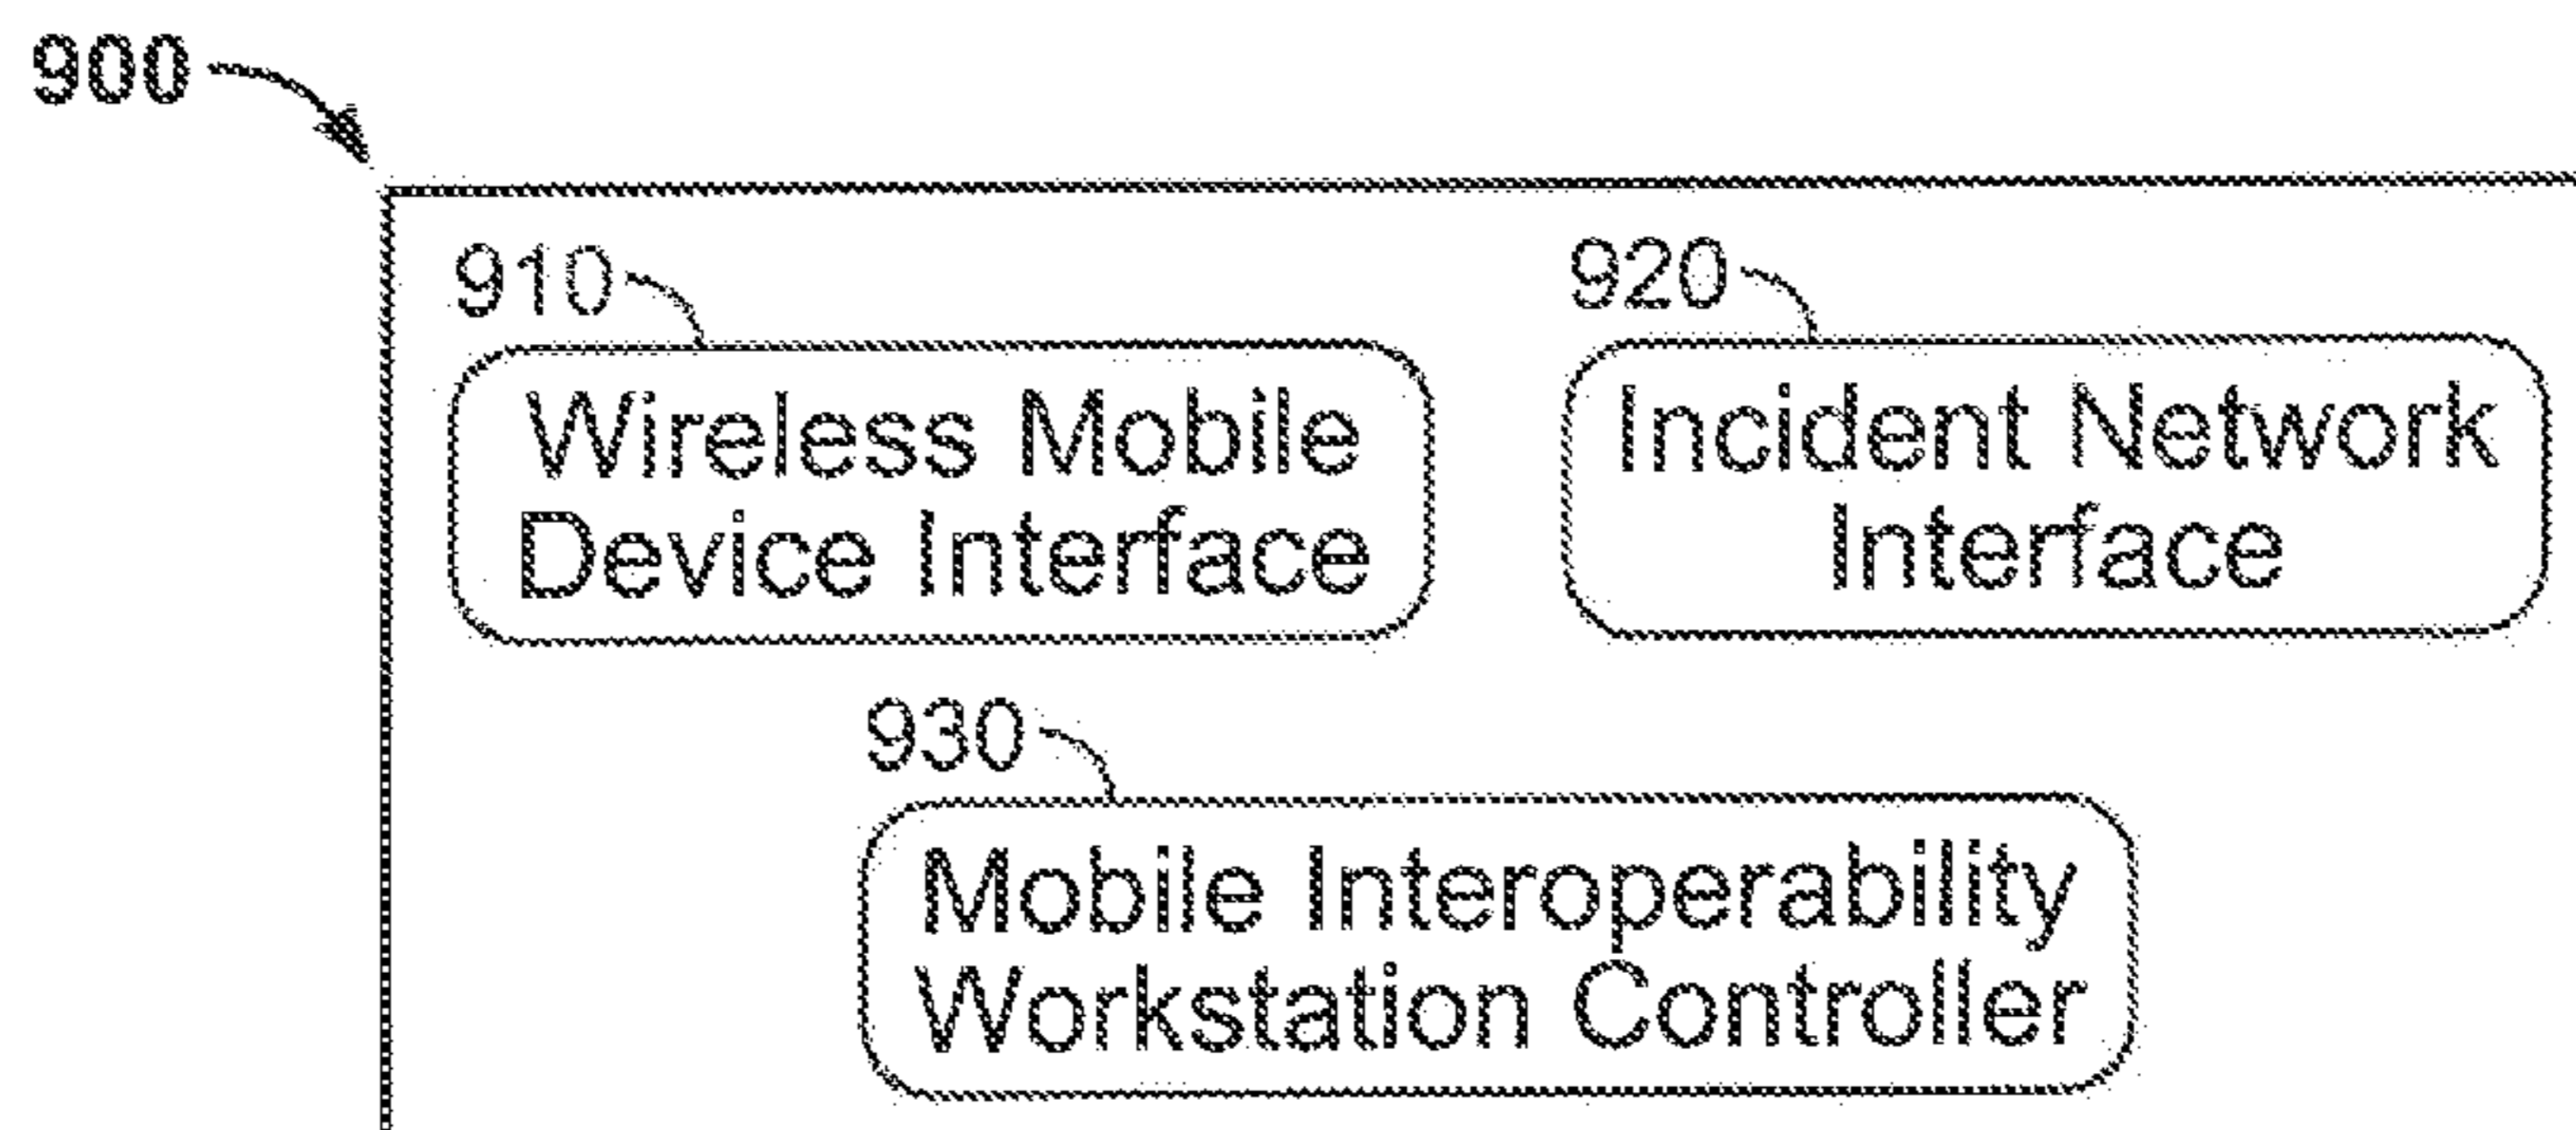 900
910
920
Wireless Mobile
Device Interface
Incident Network
Interface
930
Mobile Interoperability
Workstation Controller